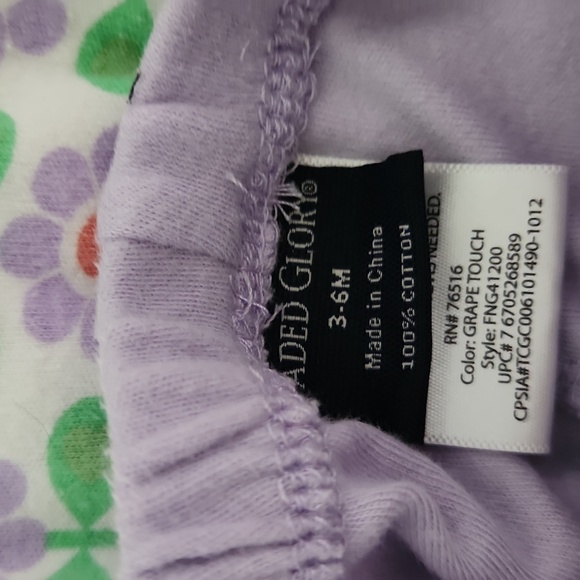 ADED GLORY®
3-6M
Made in China
100% COTTON
NEEDED.
RN# 76516
Color: GRAPE TOUCH
Style: FNG41200
UPC# 7 6705268589
CPSIA#TCGC006101490-1012